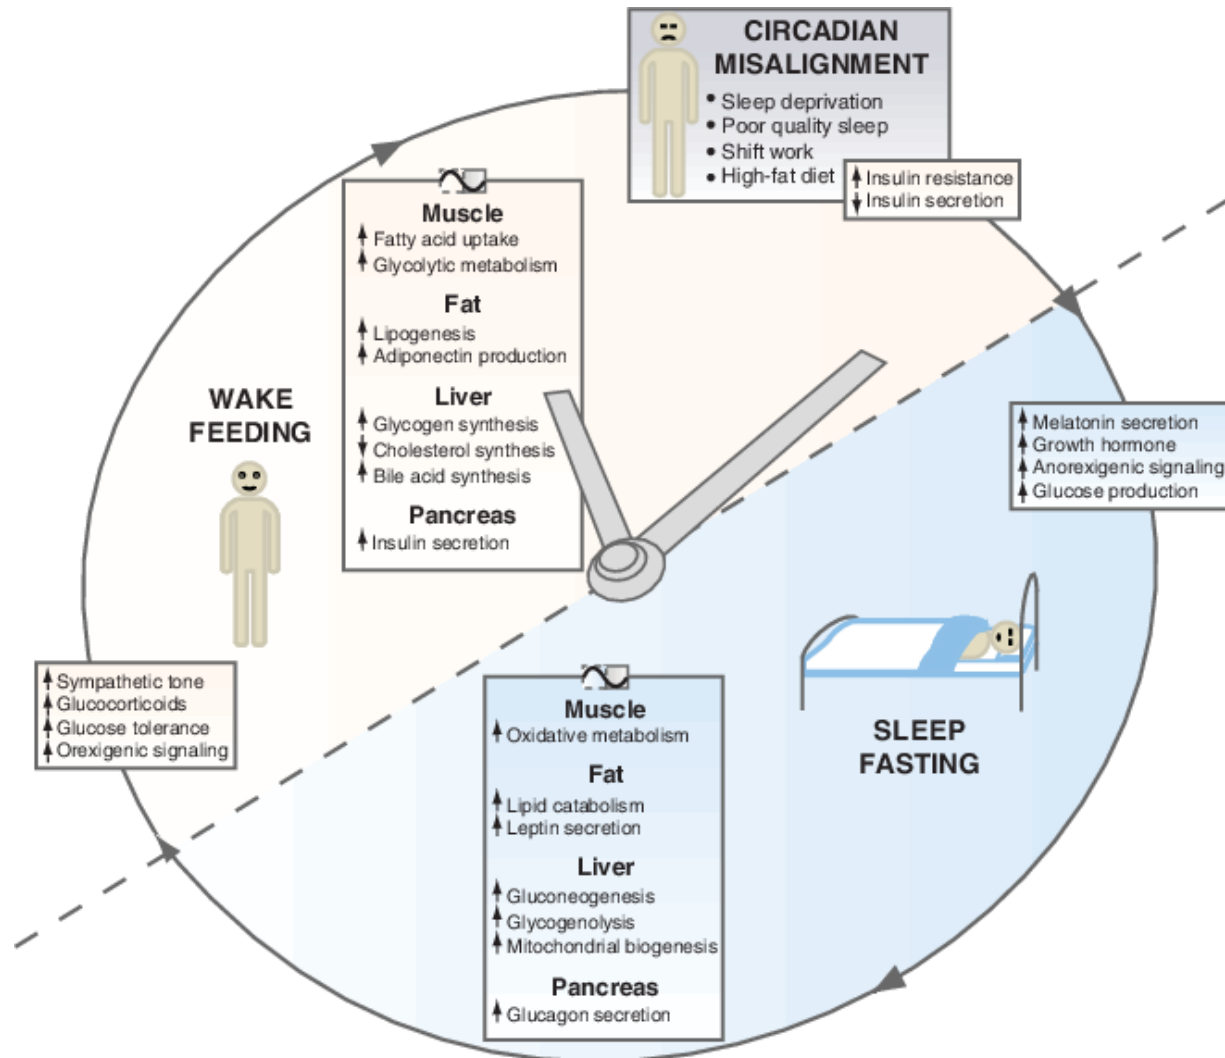 CIRCADIAN
MISALIGNMENT
• Sleep deprivation
• Poor quality sleep
• Shift work
• High-fat diet
↑ Insulin resistance
↓ Insulin secretion
Muscle
↑ Fatty acid uptake
↑ Glycolytic metabolism
Fat
↑ Lipogenesis
↑ Adiponectin production
Liver
↑ Glycogen synthesis
↓ Cholesterol synthesis
↑ Bile acid synthesis
Pancreas
↑ Insulin secretion
WAKE
FEEDING
↑ Melatonin secretion
↑ Growth hormone
↑ Anorexigenic signaling
↑ Glucose production
↑ Sympathetic tone
↑ Glucocorticoids
↑ Glucose tolerance
↑ Orexigenic signaling
Muscle
↑ Oxidative metabolism
Fat
↑ Lipid catabolism
↑ Leptin secretion
Liver
↑ Gluconeogenesis
↑ Glycogenolysis
↑ Mitochondrial biogenesis
Pancreas
↑ Glucagon secretion
SLEEP
FASTING